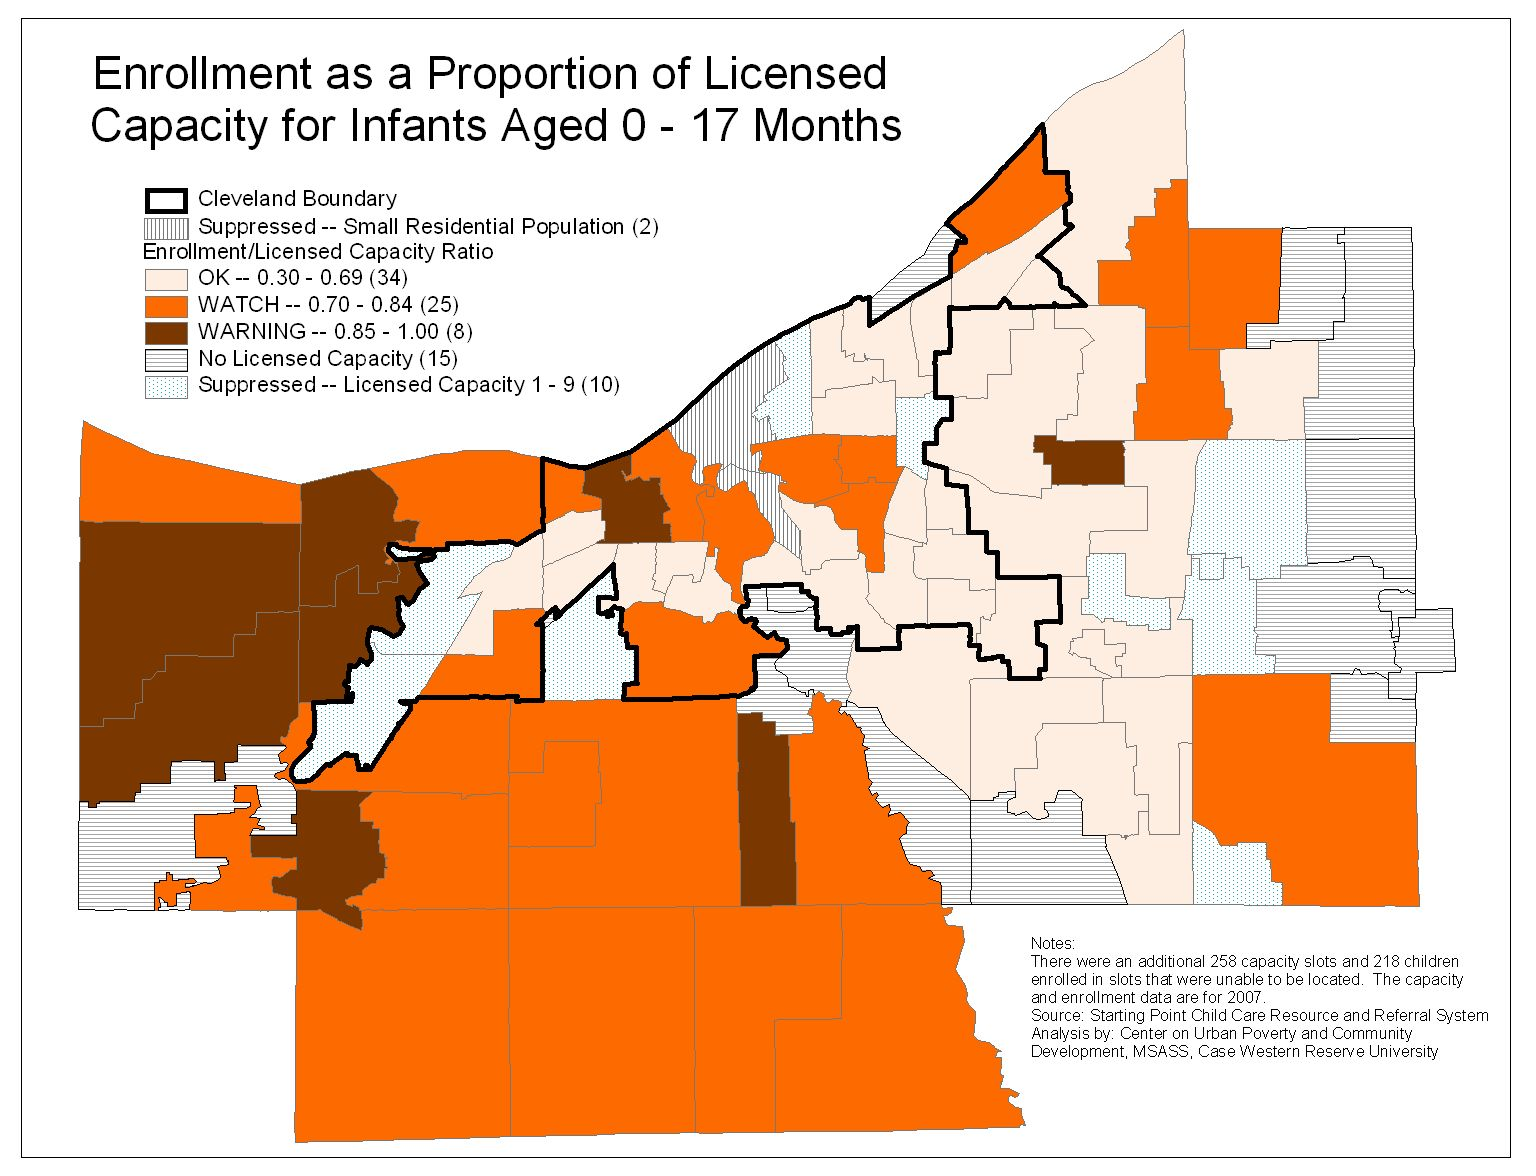 Enrollment as a Proportion of Licensed
Capacity for Infants Aged 0 - 17 Months
Cleveland Boundary
Suppressed -- Small Residential Population (2)
Enrollment/Licensed Capacity Ratio
OK -- 0.30 - 0.69 (34)
WATCH -- 0.70 - 0.84 (25)
WARNING -- 0.85 - 1.00 (8)
No Licensed Capacity (15)
Suppressed -- Licensed Capacity 1 - 9 (10)
Notes:
There were an additional 258 capacity slots and 218 children
enrolled in slots that were unable to be located.  The capacity
and enrollment data are for 2007.
Source: Starting Point Child Care Resource and Referral System
Analysis by: Center on Urban Poverty and Community
Development, MSASS, Case Western Reserve University